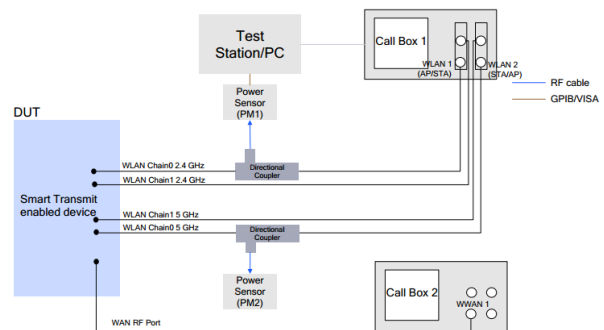 Test
Station/PC
Call Box 1
WLAN 1
(AP/STA)
WLAN 2
(STA/AP)
RF cable
GPIB/VISA
Power
Sensor
(PM1)
DUT
WLAN Chain0 2.4 GHz
Directional
Coupler
WLAN Chain1 2.4 GHz
Smart Transmit
enabled device
WLAN Chain1 5 GHz
WLAN Chain0 5 GHz
Directional
Coupler
Power
Sensor
(PM2)
Call Box 2
WWAN 1
WAN RF Port